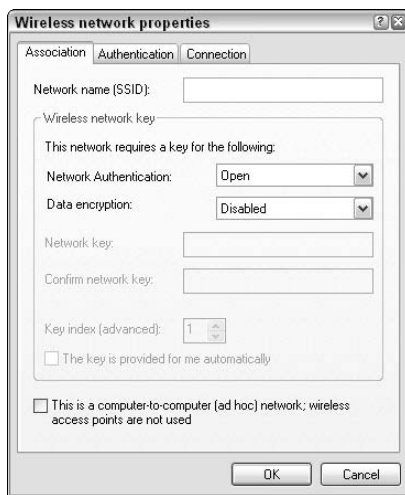 Wireless network properties
Association Authentication Connection
Network name (SSID):
Wireless network key
This network requires a key for the following:
Network Authentication: Open
Data encryption: Disabled
Network key:
Confirm network key:
Key index (advanced): 1
The key is provided for me automatically
This is a computer-to-computer (ad hoc) network; wireless
access points are not used
OK Cancel